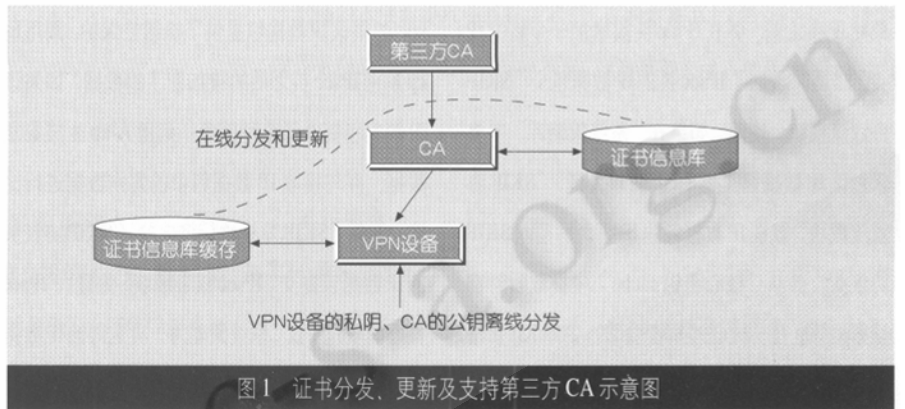 第三方CA
在线分发和更新
CA
证书信息库
证书信息库缓存
VPN设备
VPN设备的私阴、CA的公钥离线分发
图1 证书分发、更新及支持第三方CA示意图